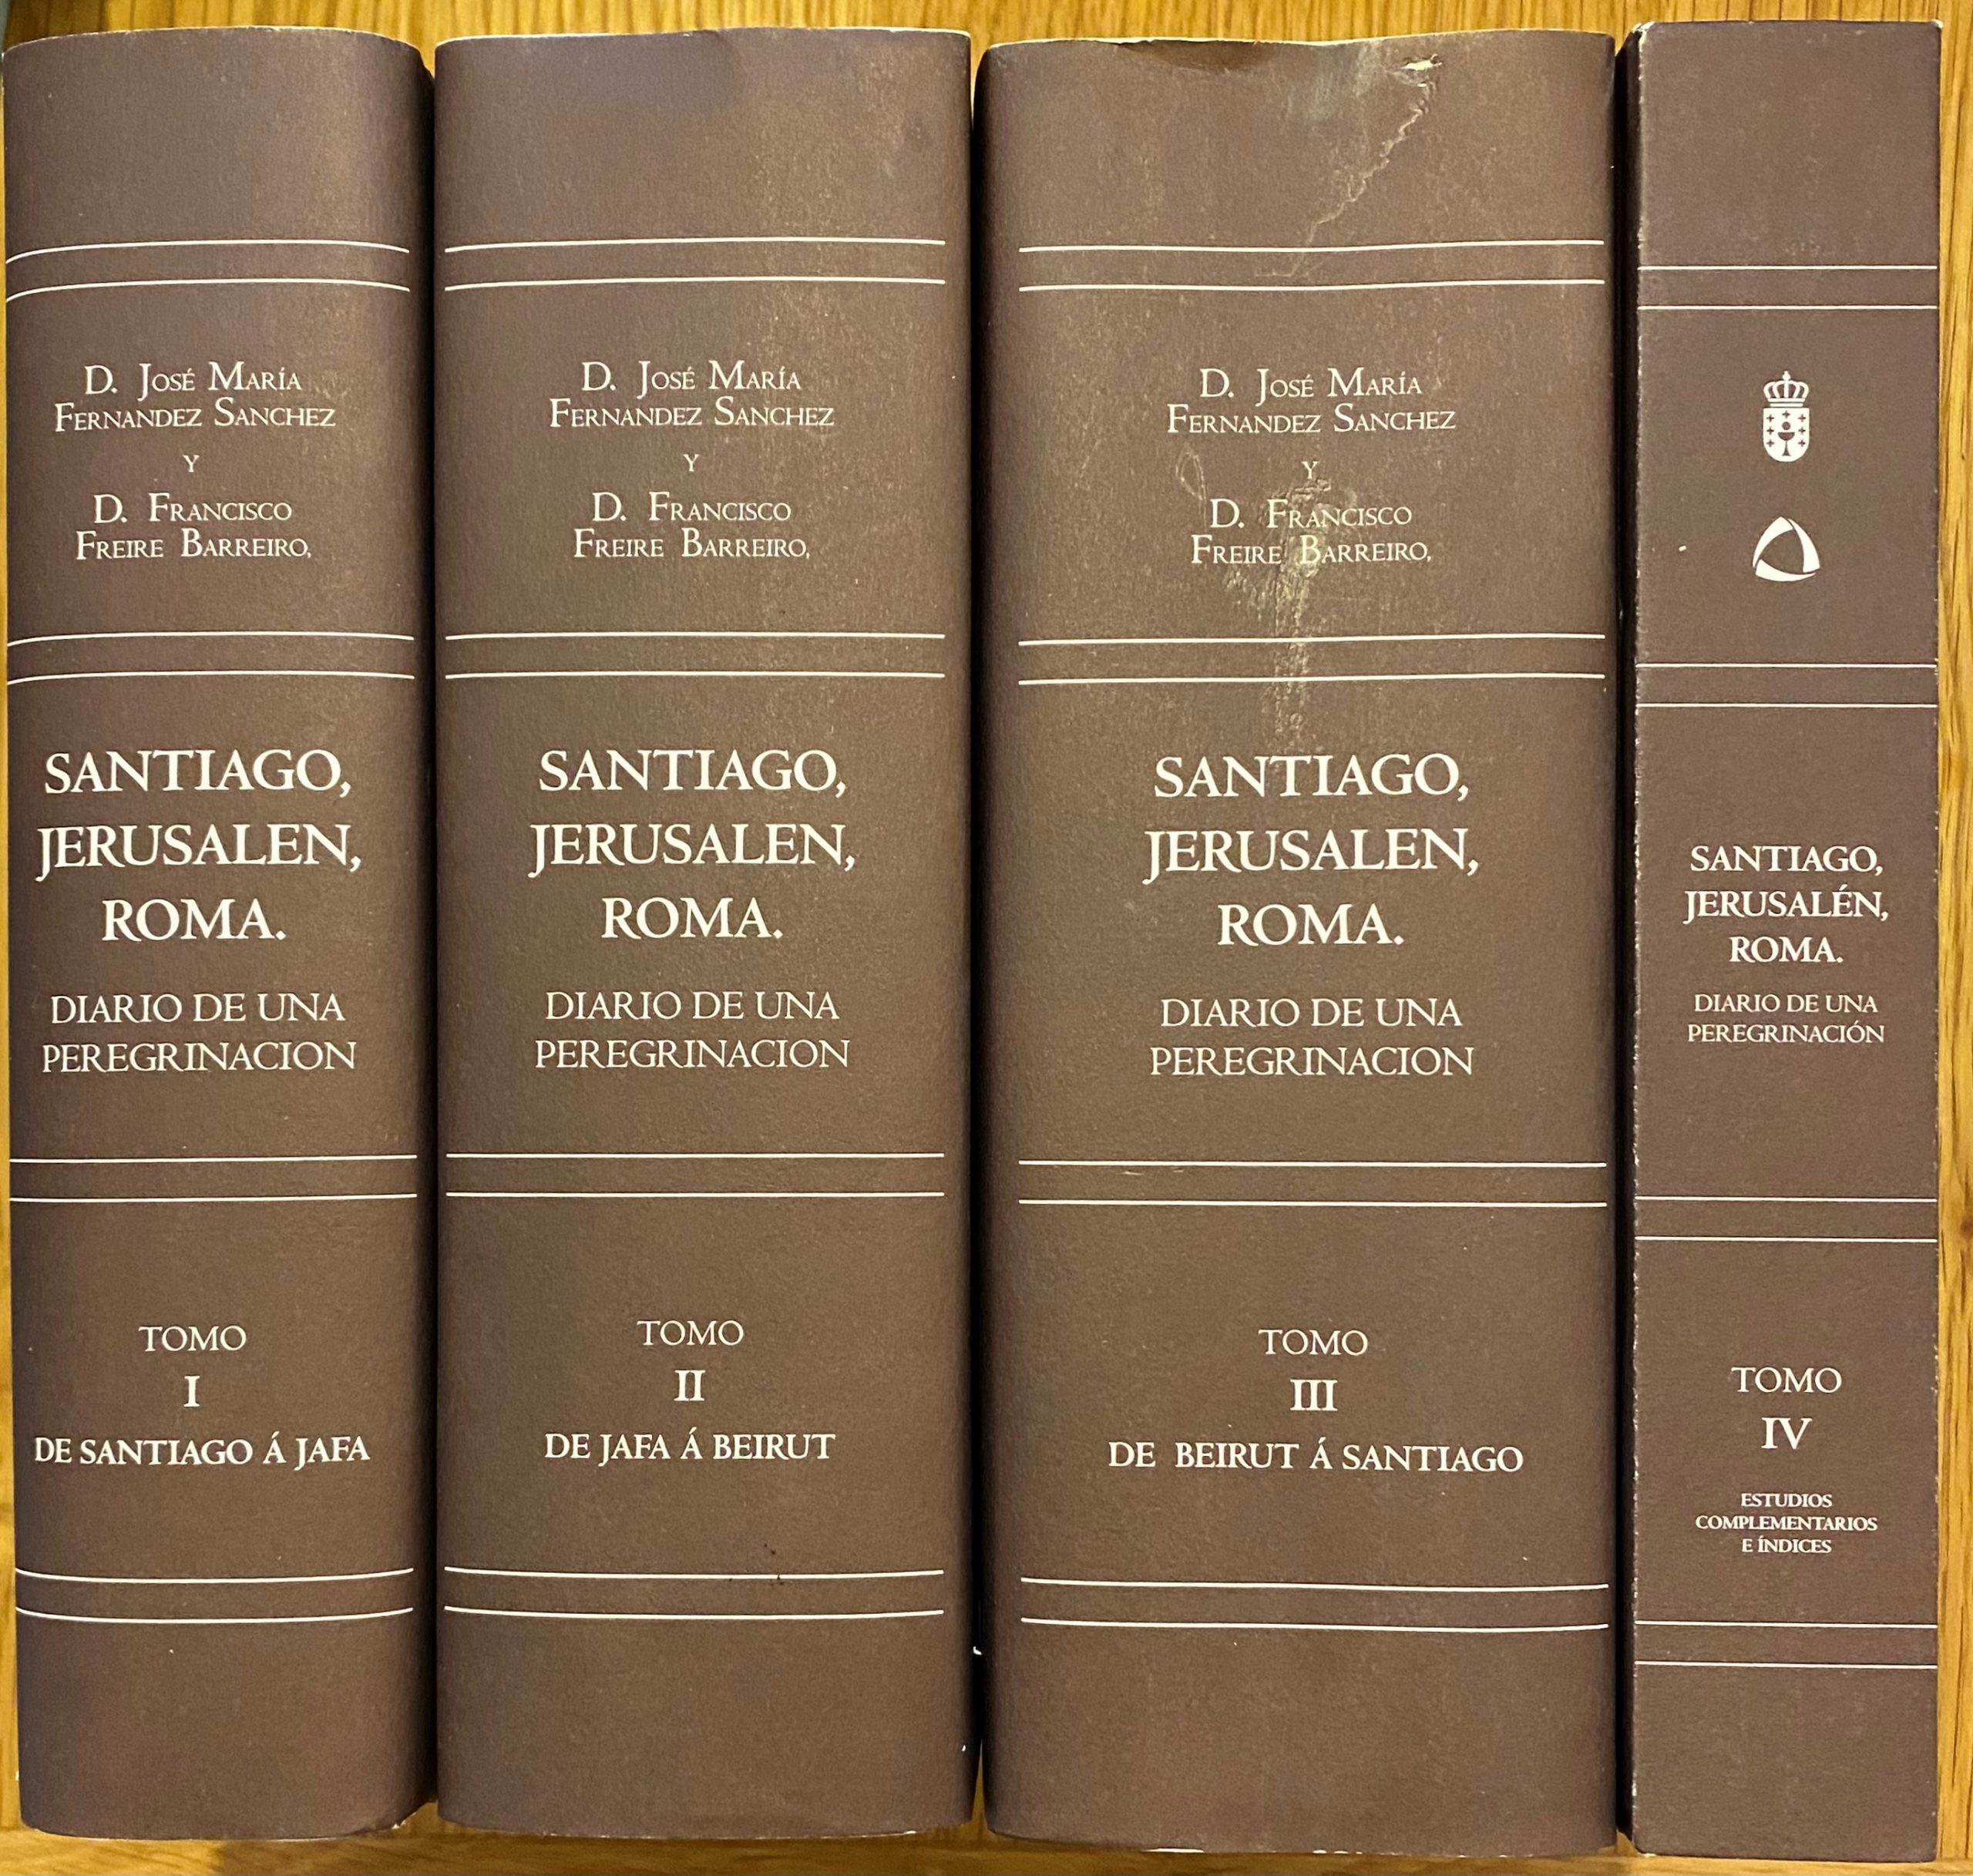 D. José María
Fernandez Sanchez
y
D. Francisco
Freire Barreiro,
SANTIAGO,
JERUSALEN,
ROMA.
DIARIO DE UNA
PEREGRINACION
TOMO
I
DE SANTIAGO Á JAFA
D. José María
Fernandez Sanchez
y
D. Francisco
Freire Barreiro,
SANTIAGO,
JERUSALEN,
ROMA.
DIARIO DE UNA
PEREGRINACION
TOMO
II
DE JAFA Á BEIRUT
D. José María
Fernandez Sanchez
y
D. Francisco
Freire Barreiro,
SANTIAGO,
JERUSALEN,
ROMA.
DIARIO DE UNA
PEREGRINACION
TOMO
III
DE BEIRUT Á SANTIAGO
SANTIAGO,
JERUSALÉN,
ROMA.
DIARIO DE UNA
PEREGRINACIÓN
TOMO
IV
ESTUDIOS
COMPLEMENTARIOS
E ÍNDICES